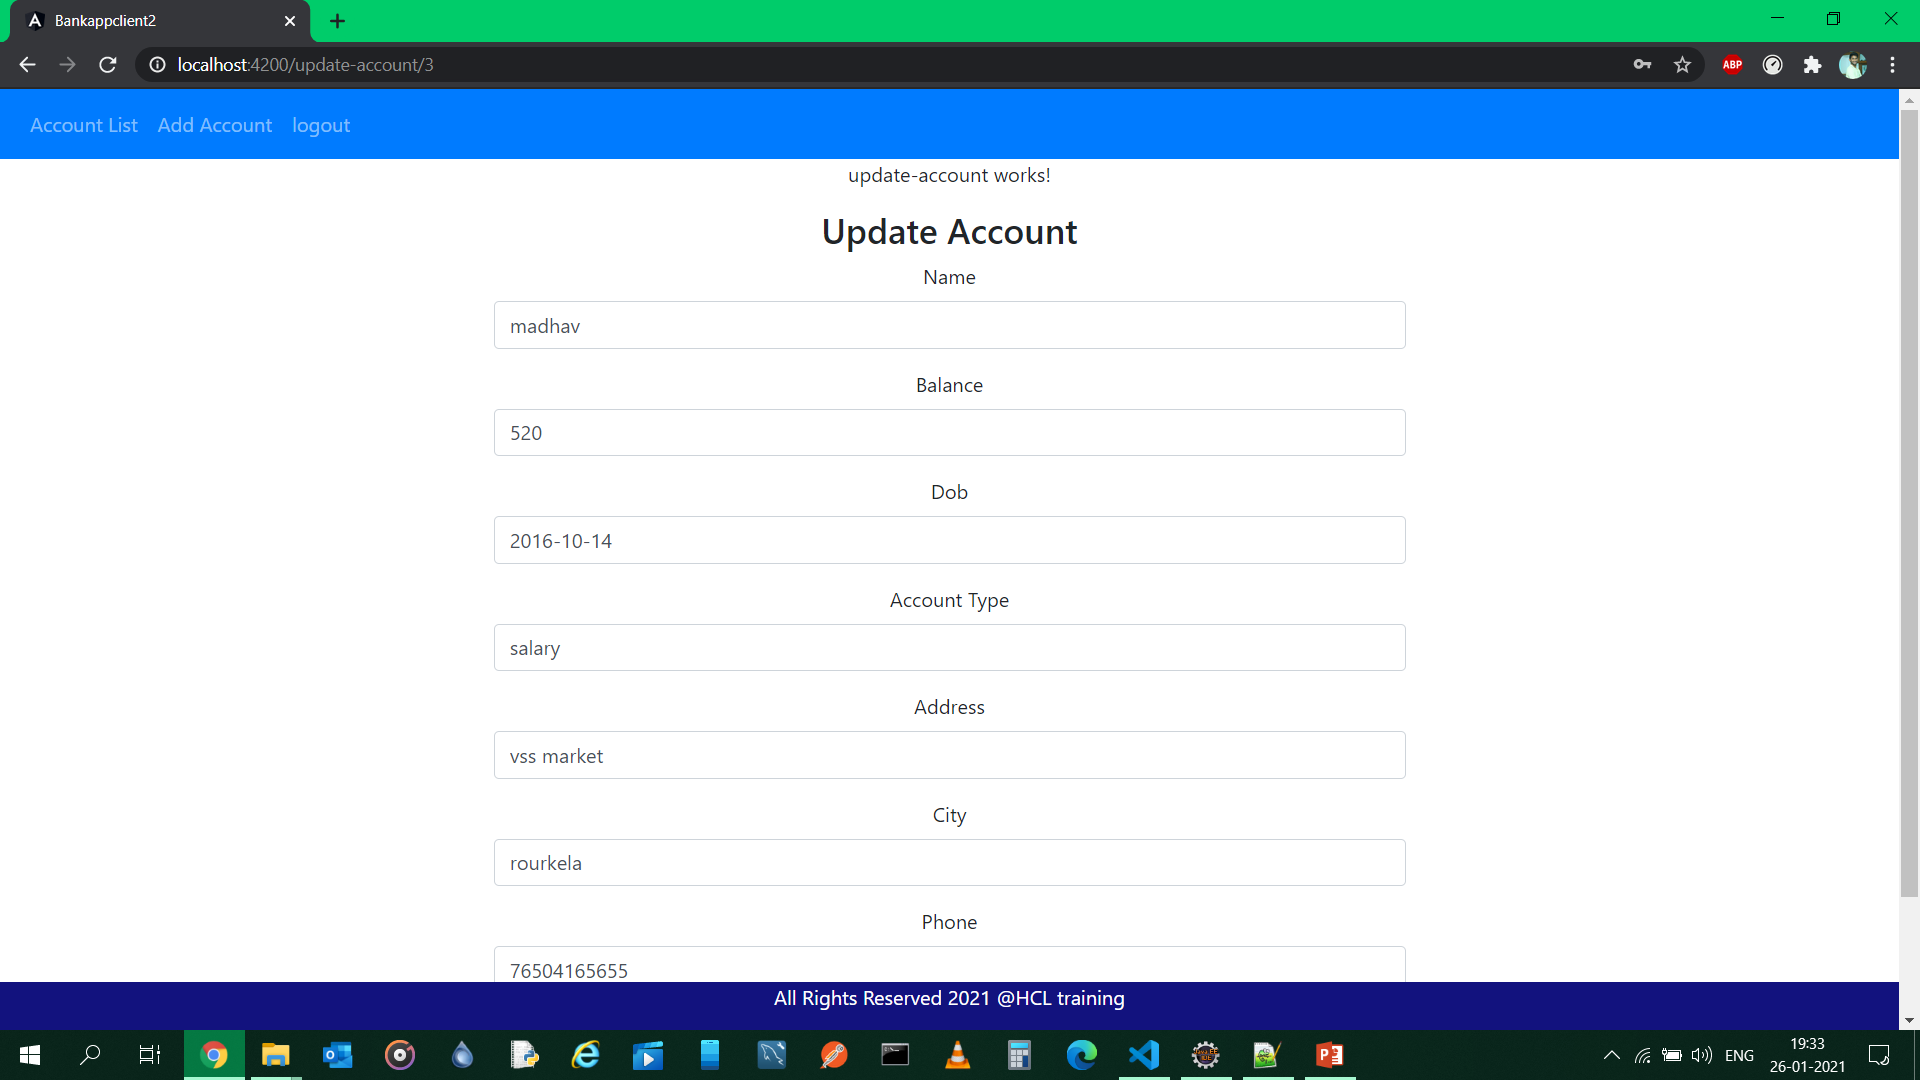 Bankappclient2
localhost:4200/update-account/3
ABP
Account List Add Account logout
update-account works!
Update Account
Name
madhav
Balance
520
Dob
2016-10-14
Account Type
salary
Address
vss market
City
rourkela
Phone
76504165655
All Rights Reserved 2021 @HCL training
ENG
19:33
26-01-2021